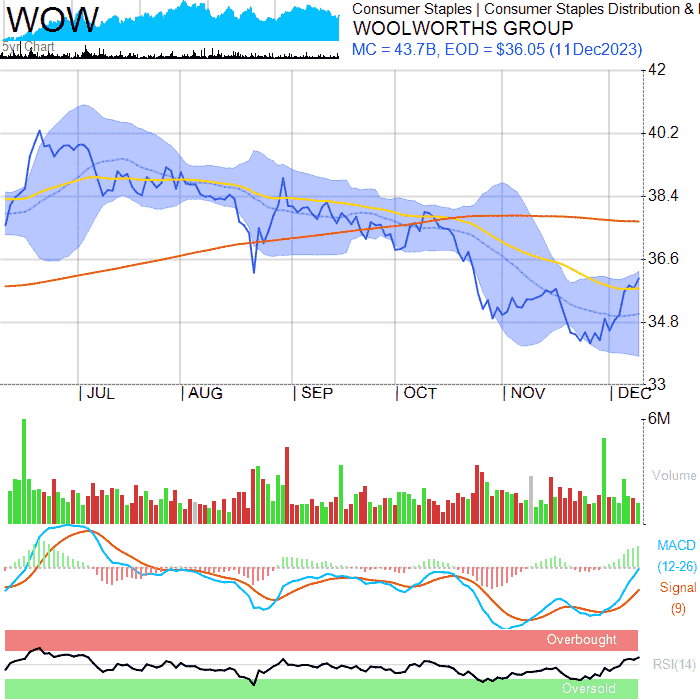 WOW
5yr Chart
Consumer Staples | Consumer Staples Distribution &
WOOLWORTHS GROUP
MC = 43.7B, EOD = $36.05 (11Dec2023)
42
40.2
38.4
36.6
34.8
33
JUL
AUG
SEP
OCT
NOV
DEC
6M
Volume
MACD
(12-26)
Signal
(9)
Overbought
RSI(14)
Oversold